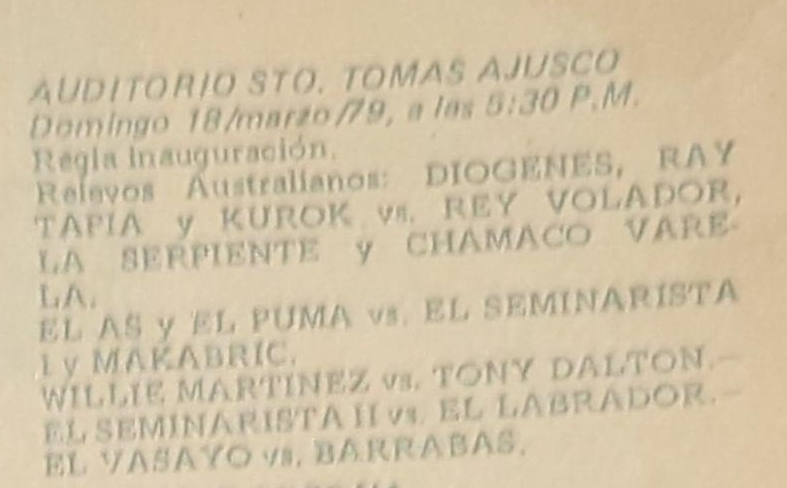 AUDITORIO STO. TOMAS AJUSCO
Domingo 18/marzo/79, a las 5:30 P.M.
Regia inauguración.
Relevos Australianos: DIOGENES, RAY
TAPIA y KUROK vs. REY VOLADOR,
LA SERPIENTE y CHAMACO VARE-
LA.
EL AS y EL PUMA vs. EL SEMINARISTA
I y MAKABRIC.
WILLIE MARTINEZ vs. TONY DALTON.—
EL SEMINARISTA II vs. EL LABRADOR.—
EL VASAYO vs. BARRABAS.